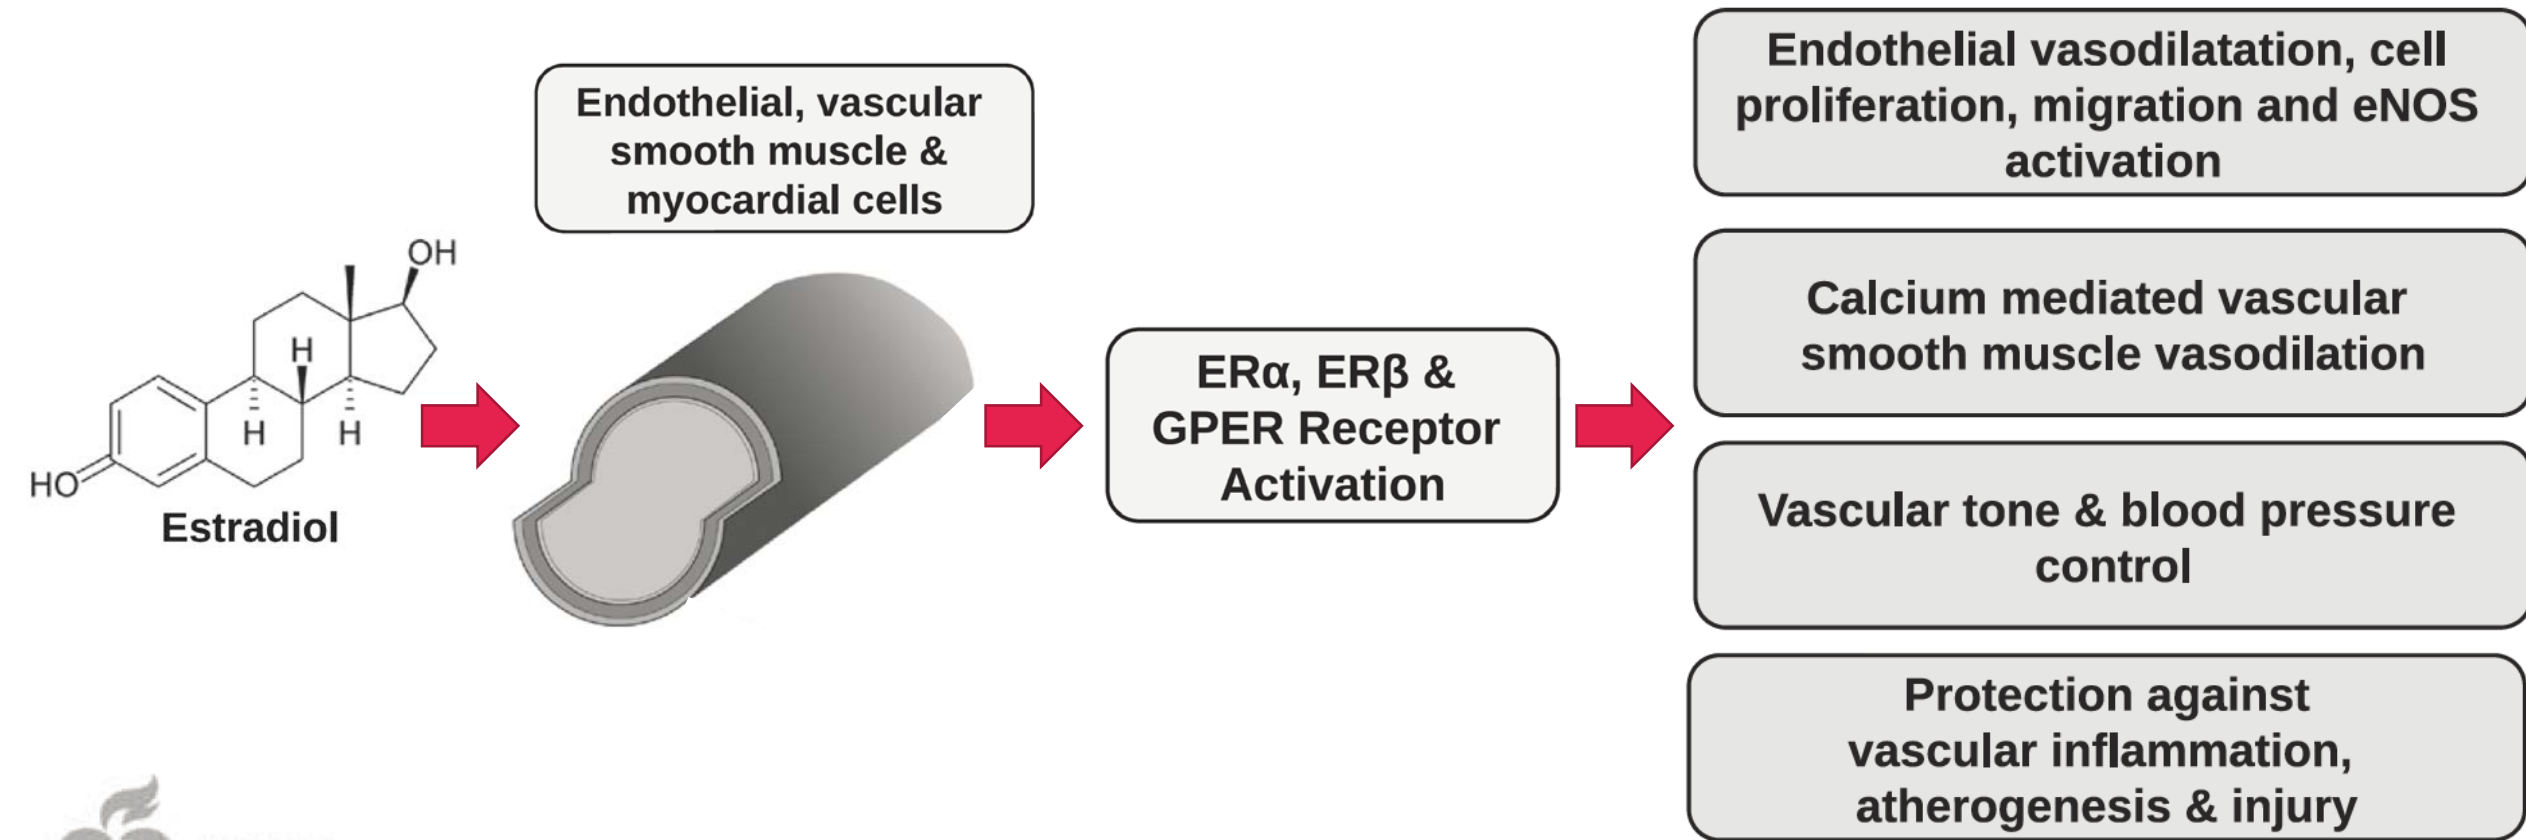 Endothelial, vascular
smooth muscle &
myocardial cells
OH
H
H
H
HO
Estradiol
ERα, ERβ &
GPER Receptor
Activation
Endothelial vasodilatation, cell
proliferation, migration and eNOS
activation
Calcium mediated vascular
smooth muscle vasodilation
Vascular tone & blood pressure
control
Protection against
vascular inflammation,
atherogenesis & injury